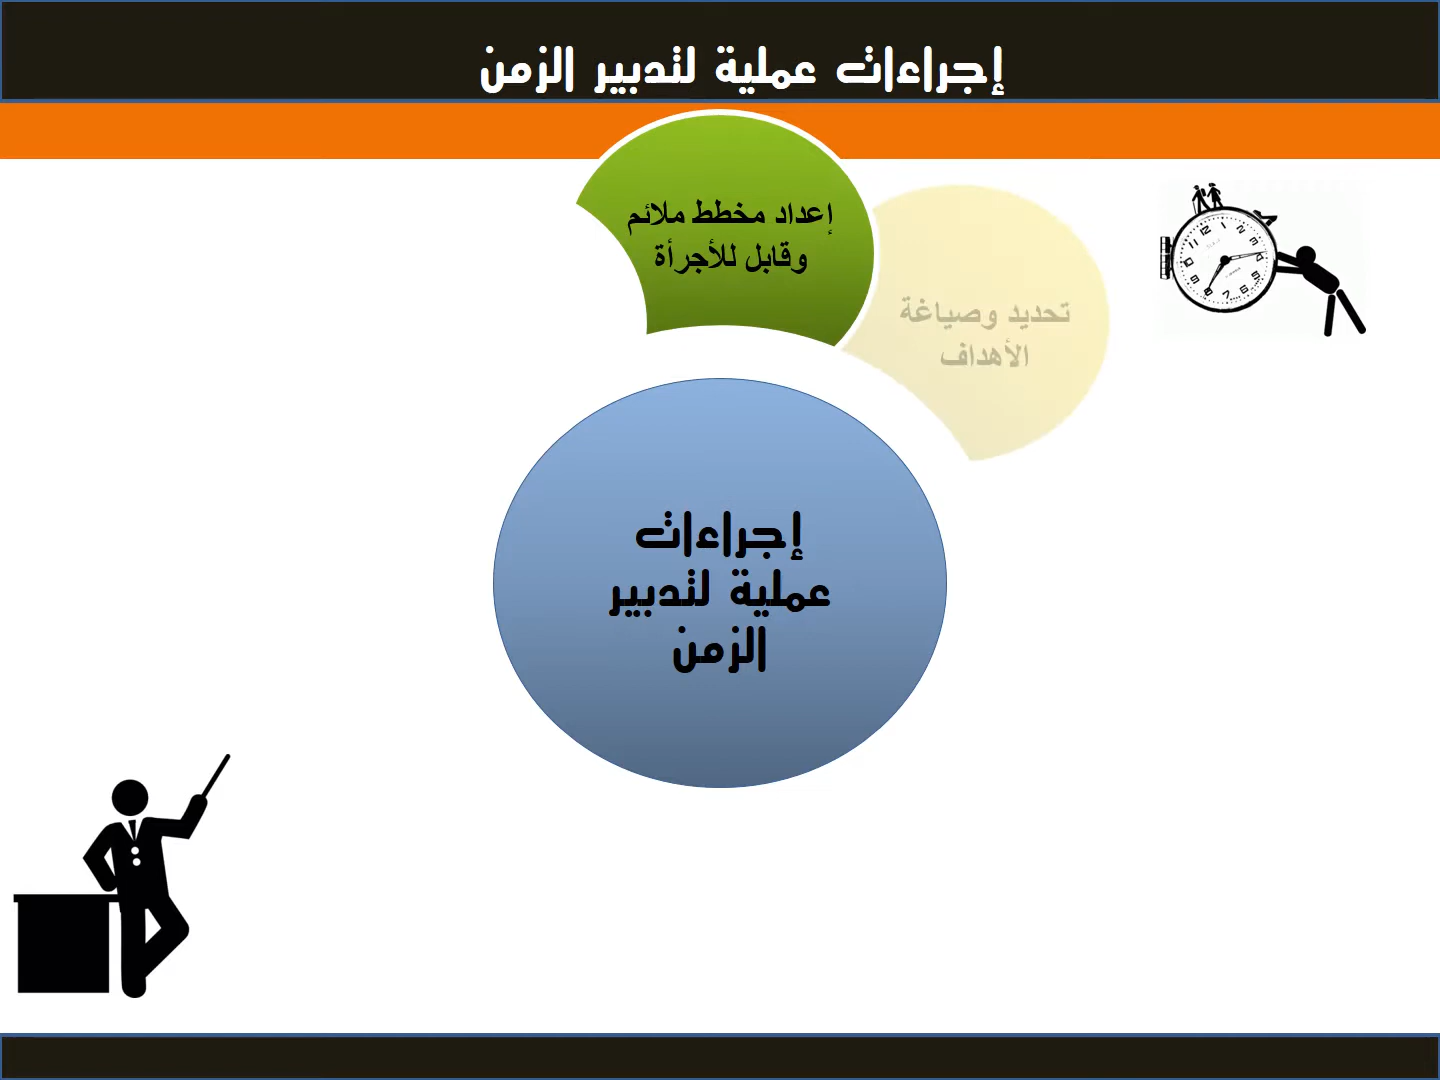 إجراءات عملية لتدبير الزمن
إعداد مخطط ملائم
وقابل للأجرأة
تحديد وصياغة
الأهداف
إجراءات
عملية لتدبير
الزمن